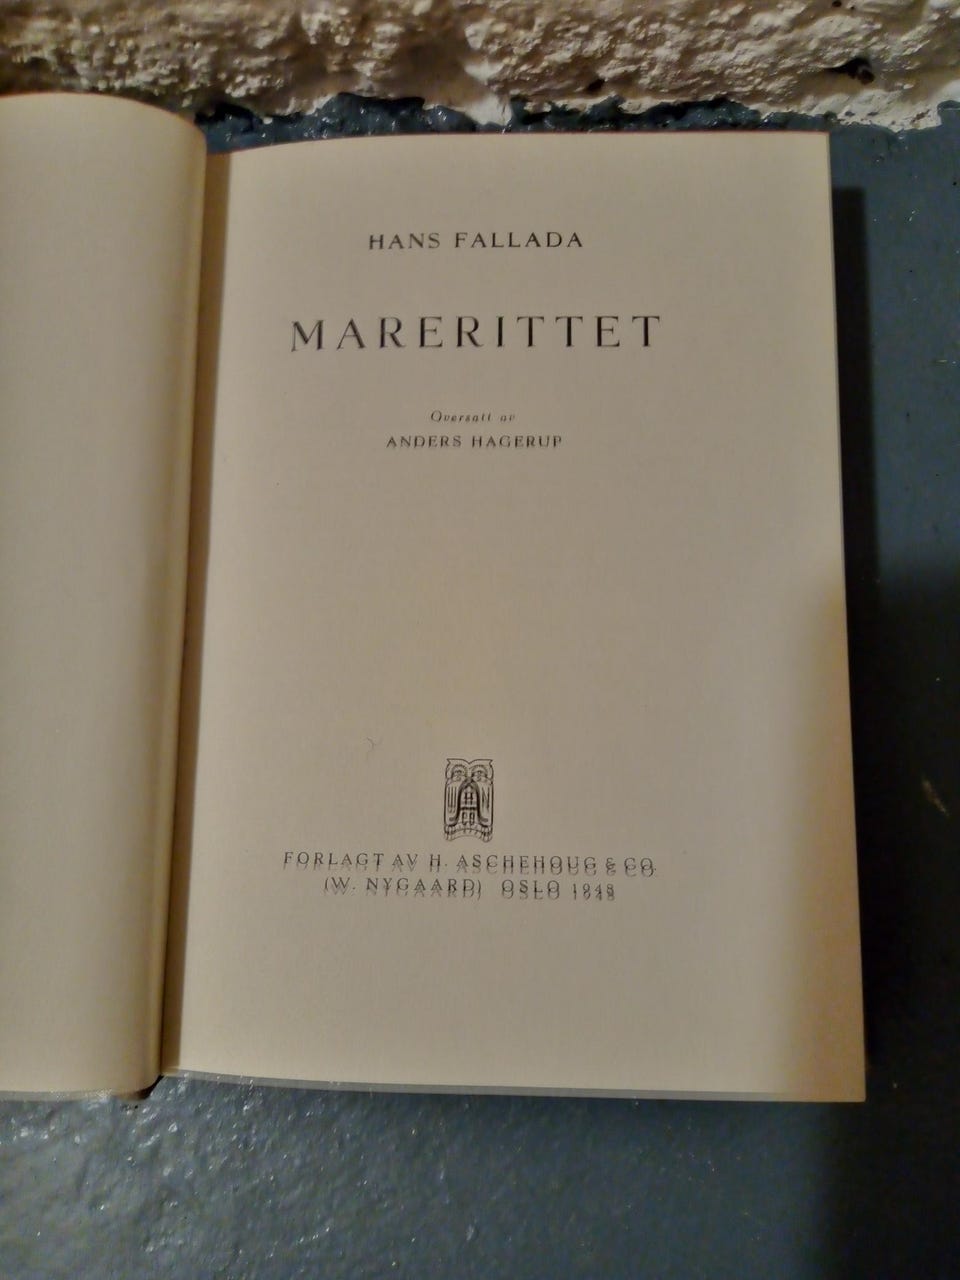 HANS FALLADA
MARERITTET
Oversatt av
ANDERS HAGERUP
FORLAGT AV H. ASCHEHOUG & CO.
(W. NYGAARD) OSLO 1948